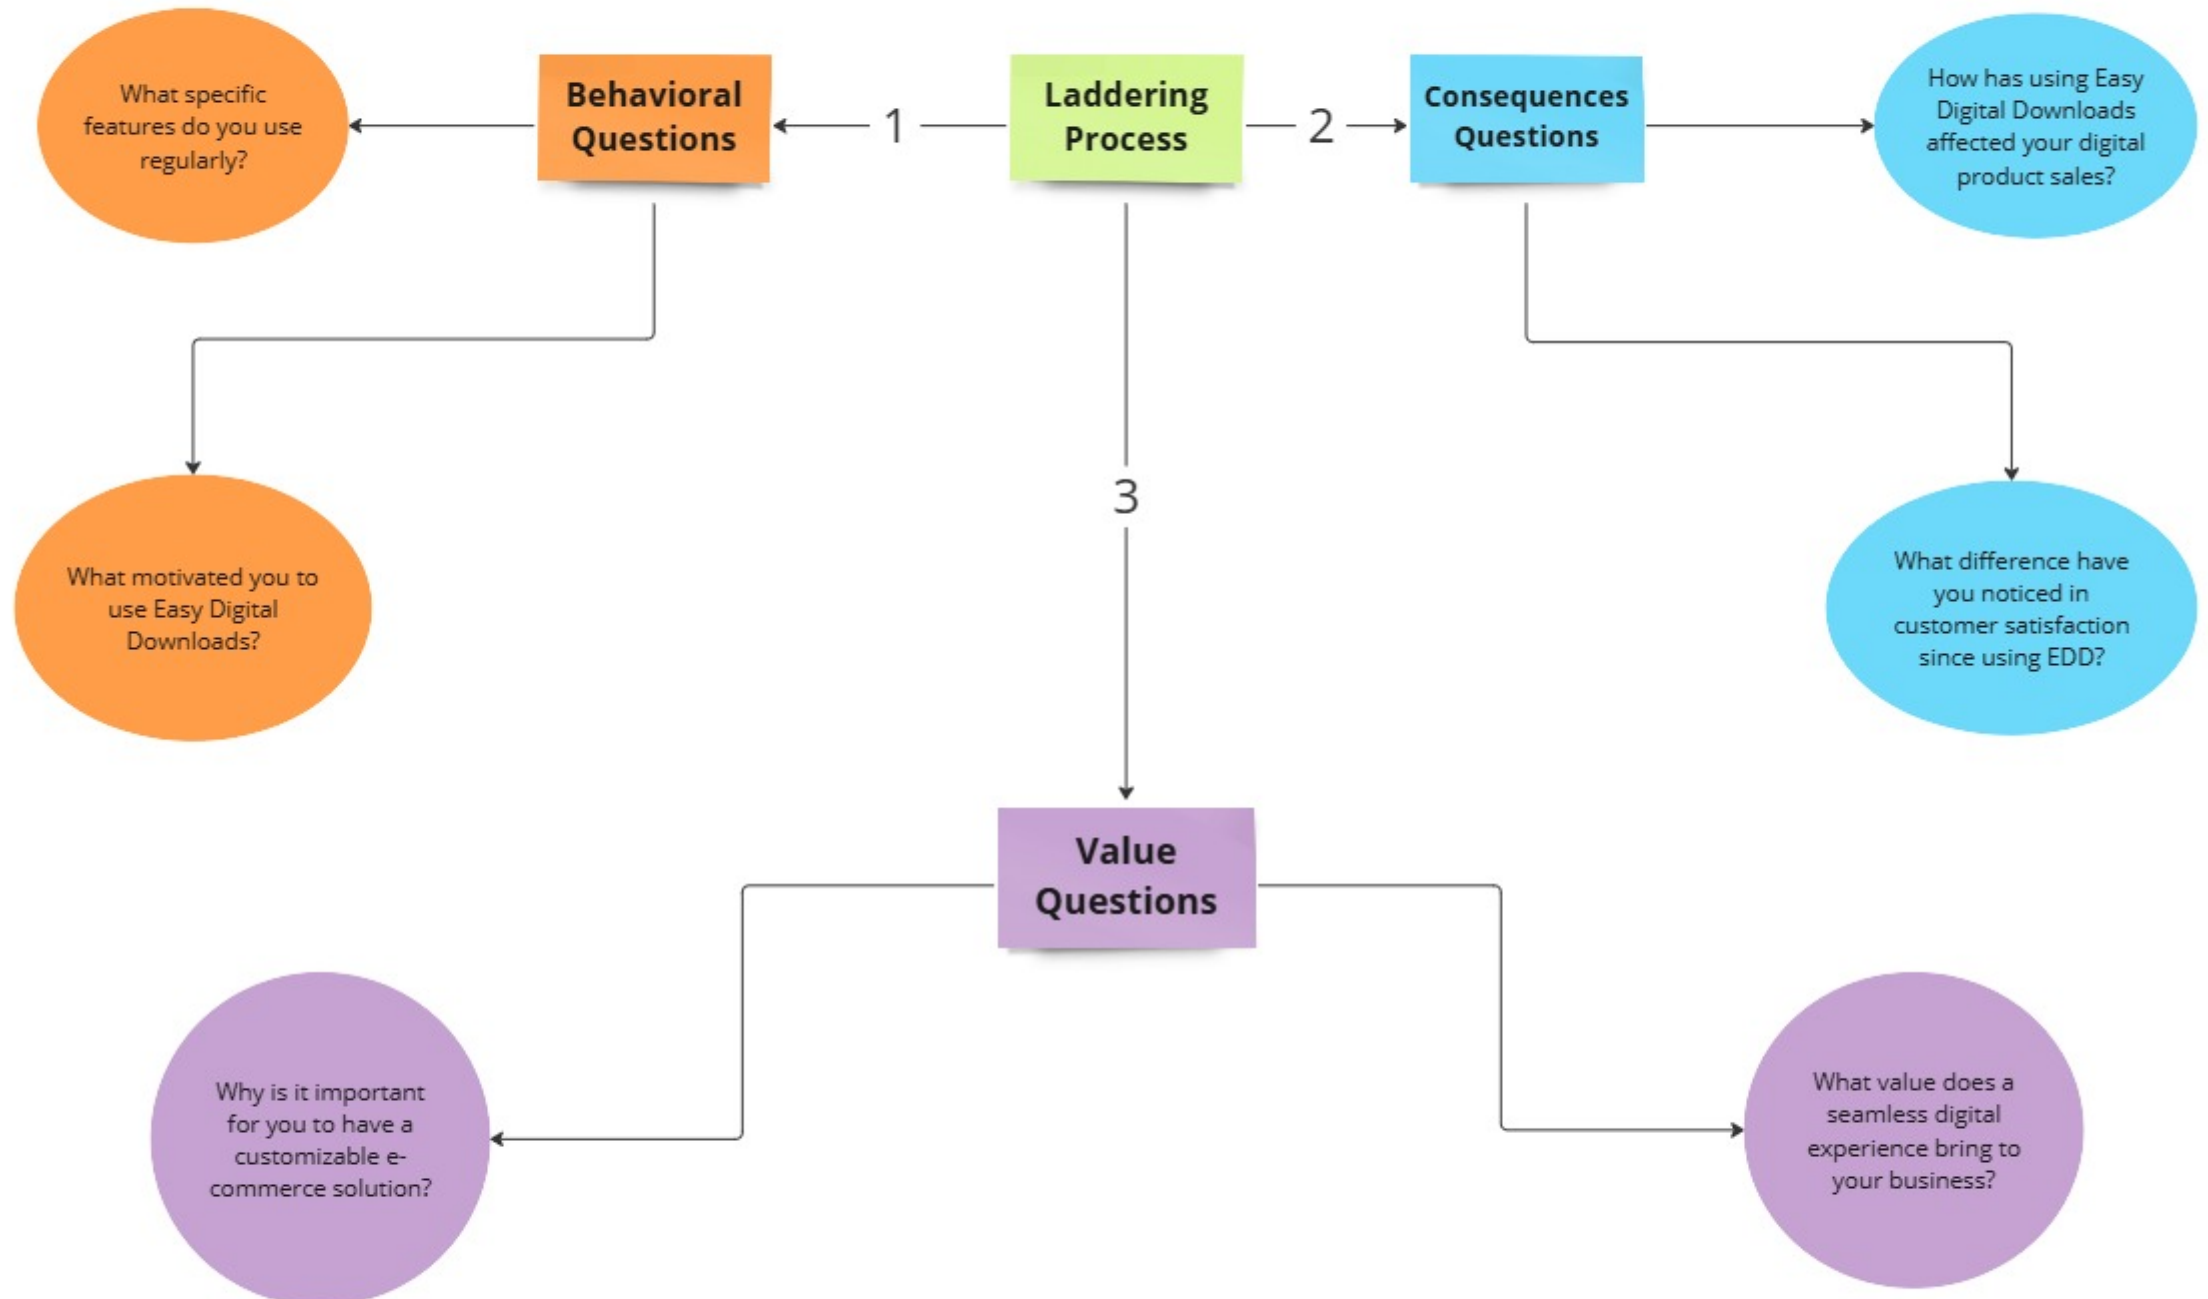 What specific
features do you use
regularly?
Behavioral
Questions
1
Laddering
Process
2
Consequences
Questions
How has using Easy
Digital Downloads
affected your digital
product sales?
What motivated you to
use Easy Digital
Downloads?
3
What difference have
you noticed in
customer satisfaction
since using EDD?
Value
Questions
Why is it important
for you to have a
customizable e-
commerce solution?
What value does a
seamless digital
experience bring to
your business?